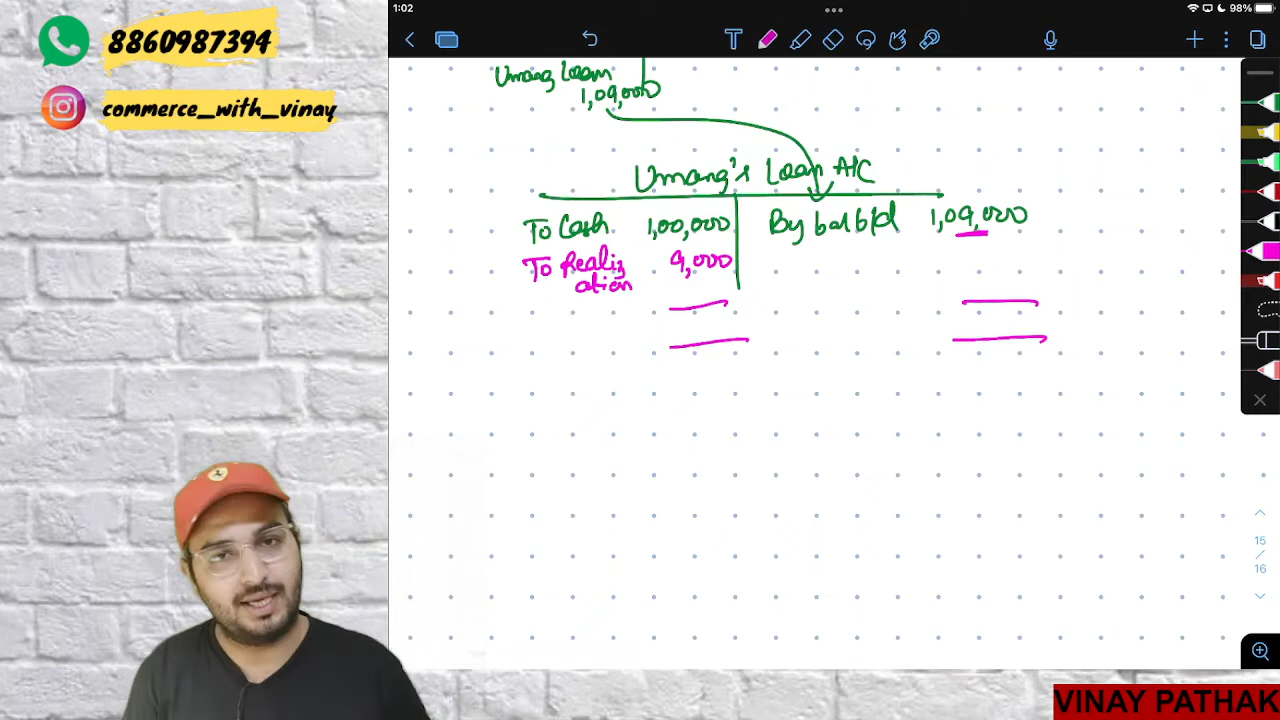 1:02
98%
8860987394
commerce_with_vinay
Umang Loan
1,09,000
Umang's Loan A/C
To Cash 1,00,000 By bal b/d 1,09,000
To Realiz 9,000
ation
15
/
16
VINAY PATHAK